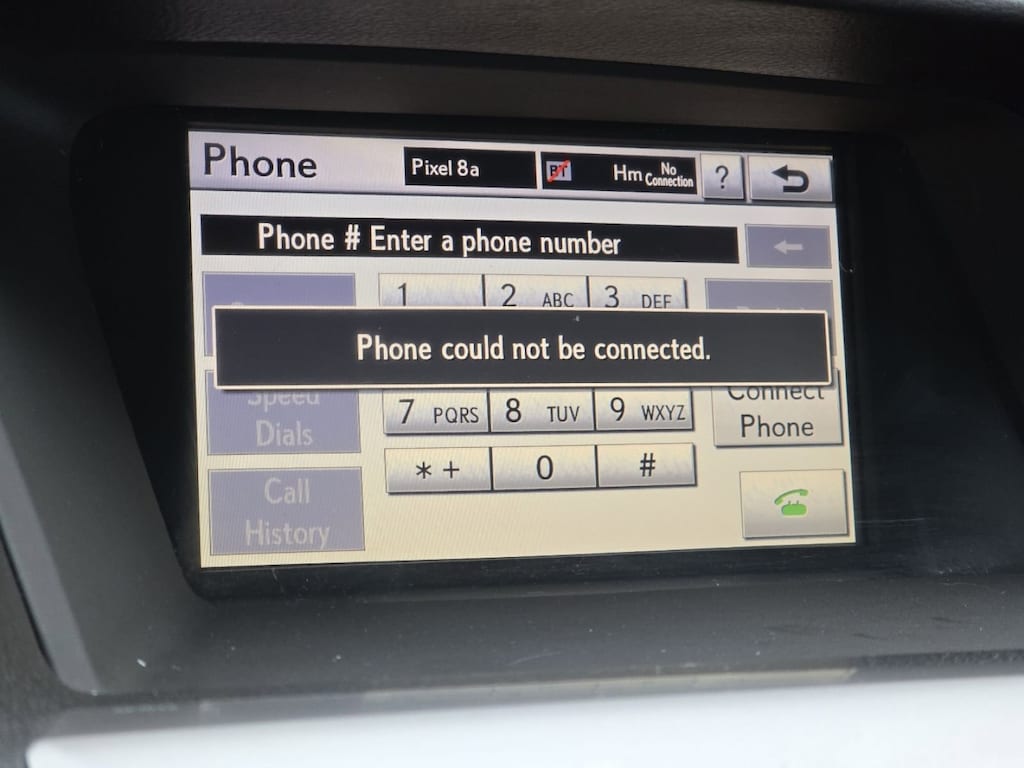 Phone
Pixel 8a
BT
Hm No Connection
?
Phone # Enter a phone number
1
2 ABC
3 DEF
Phone could not be connected.
Speed
Dials
7 PQRS
8 TUV
9 WXYZ
Connect
Phone
* +
0
#
Call
History